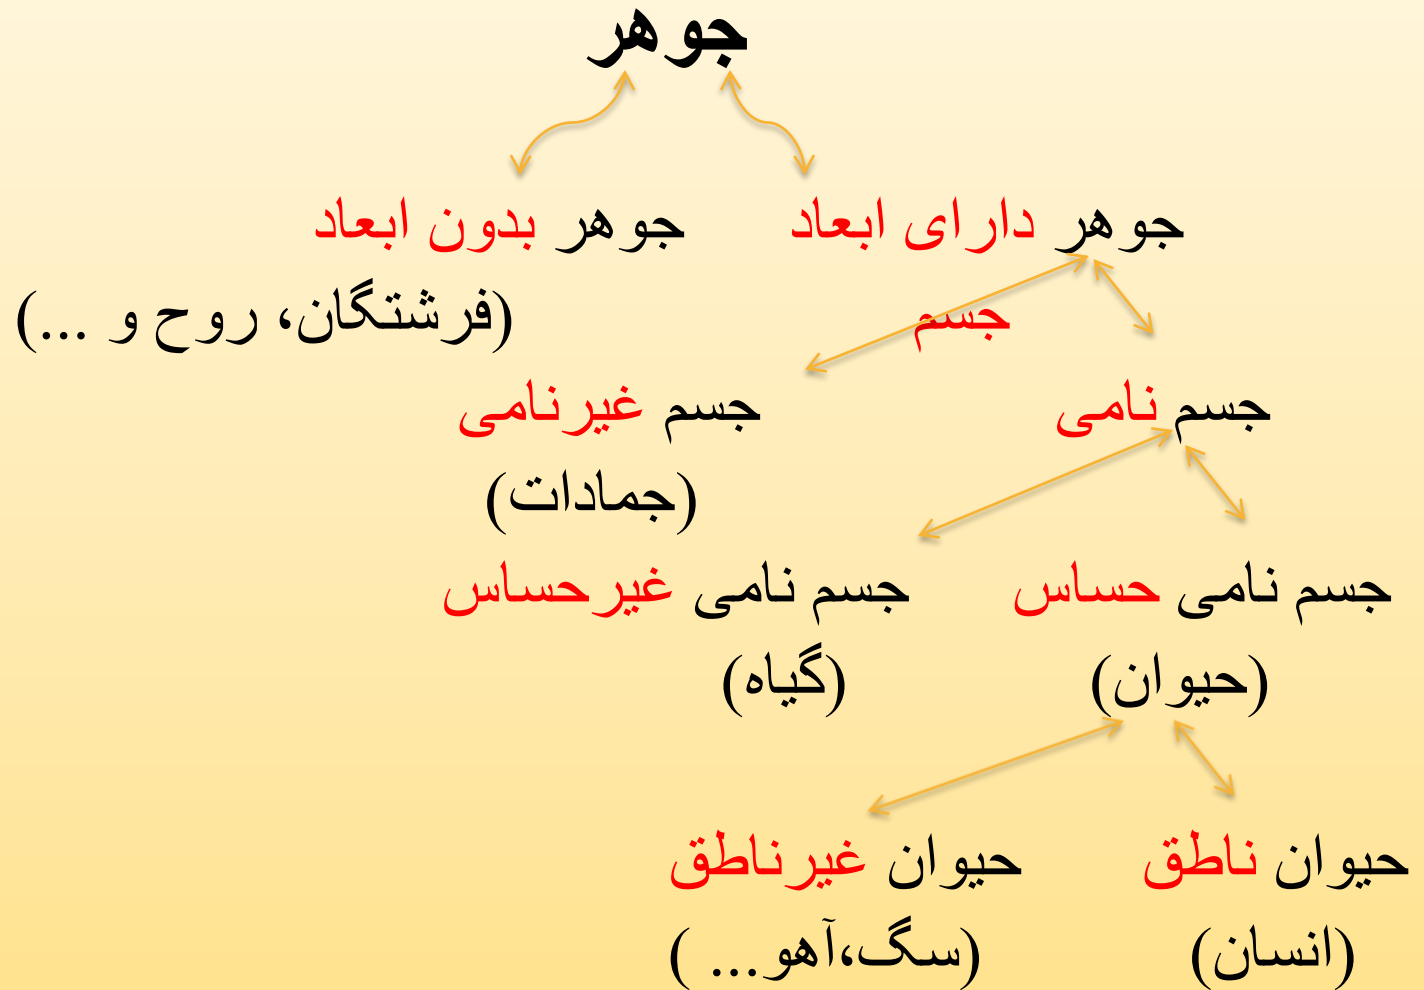 جوهر
جوهر دارای ابعاد جوهر بدون ابعاد
جسم (فرشتگان، روح و ...)
جسم نامی جسم غیرنامی
(جمادات)
جسم نامی حساس جسم نامی غیرحساس
(حیوان) (گیاه)
حیوان ناطق حیوان غیرناطق
(انسان) (سگ،آهو... )